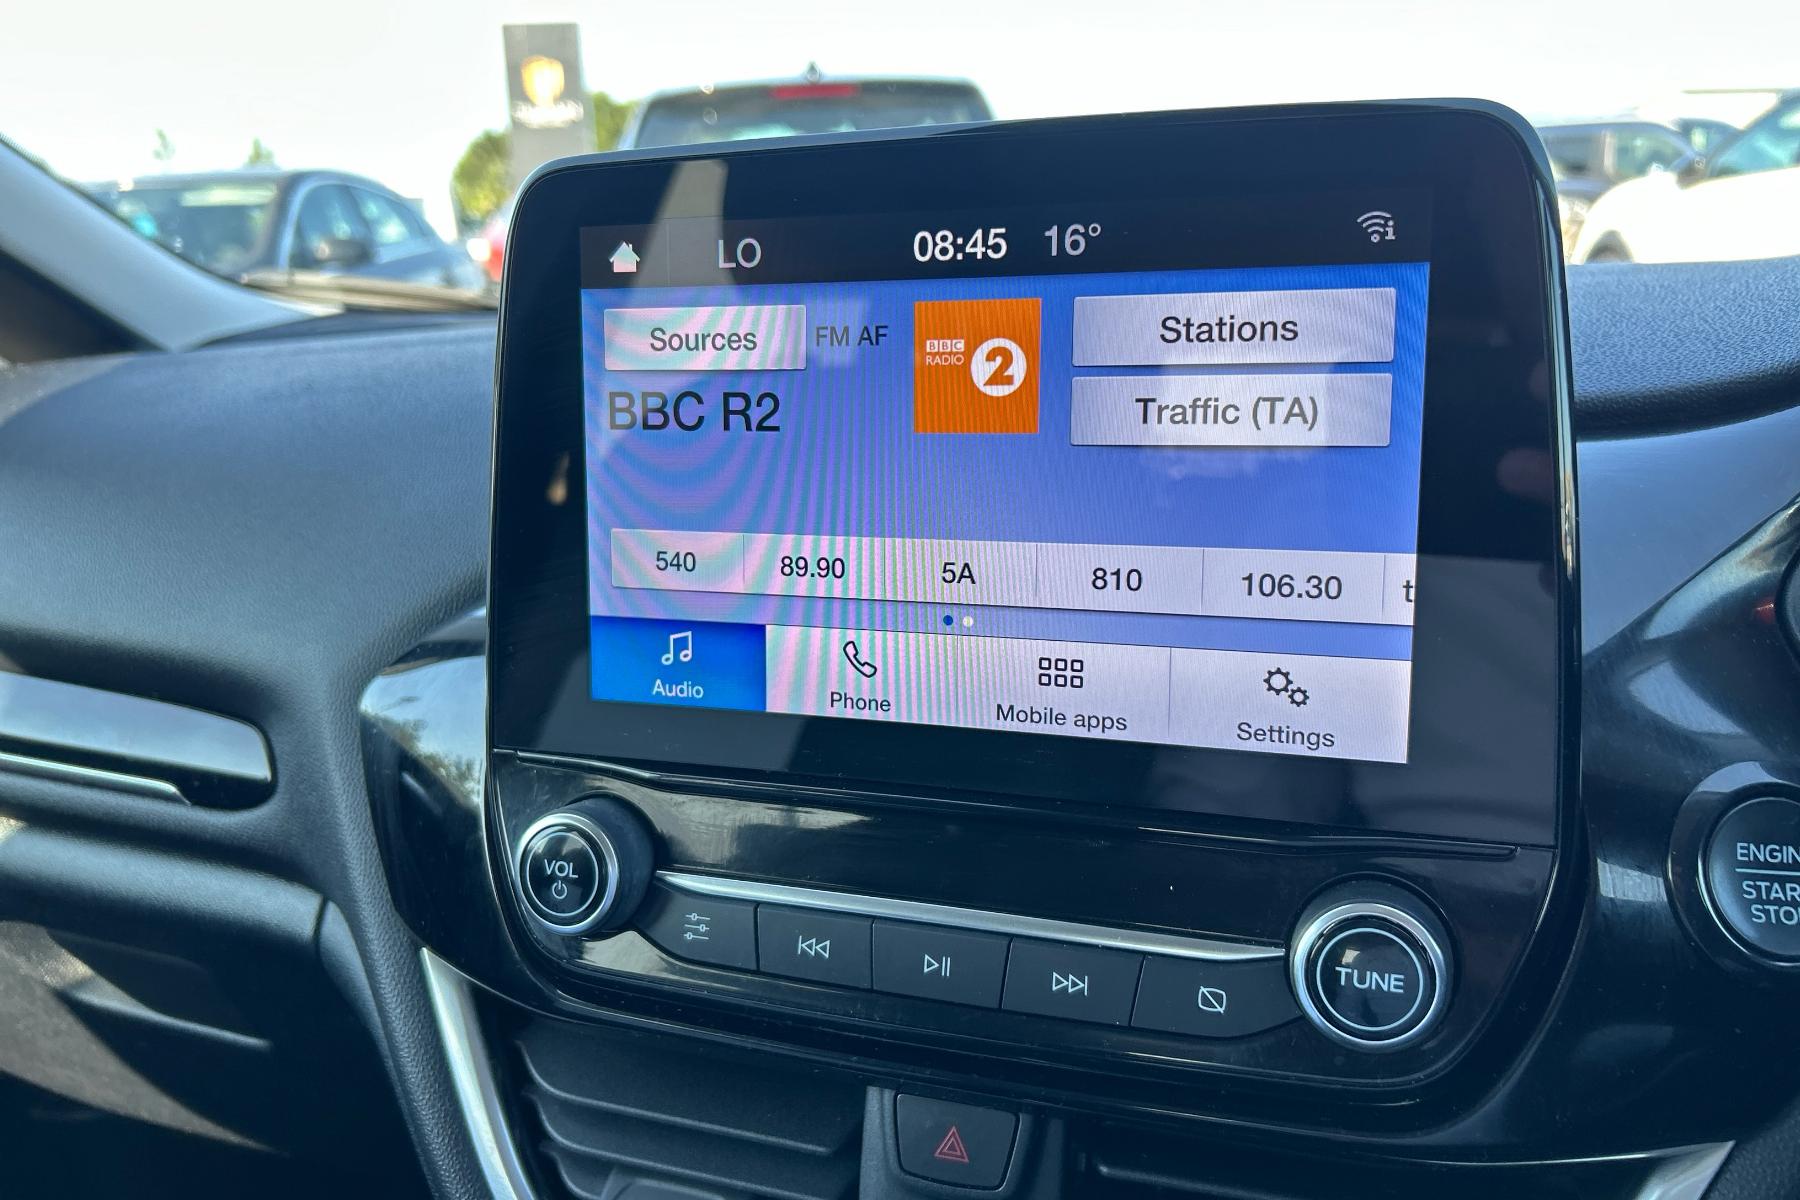 LO 08:45 16°
Sources FM AF BBC RADIO 2 Stations
BBC R2 Traffic (TA)
540 89.90 5A 810 106.30 t
Audio Phone Mobile apps Settings
VOL
TUNE
ENGIN
STAR
STO